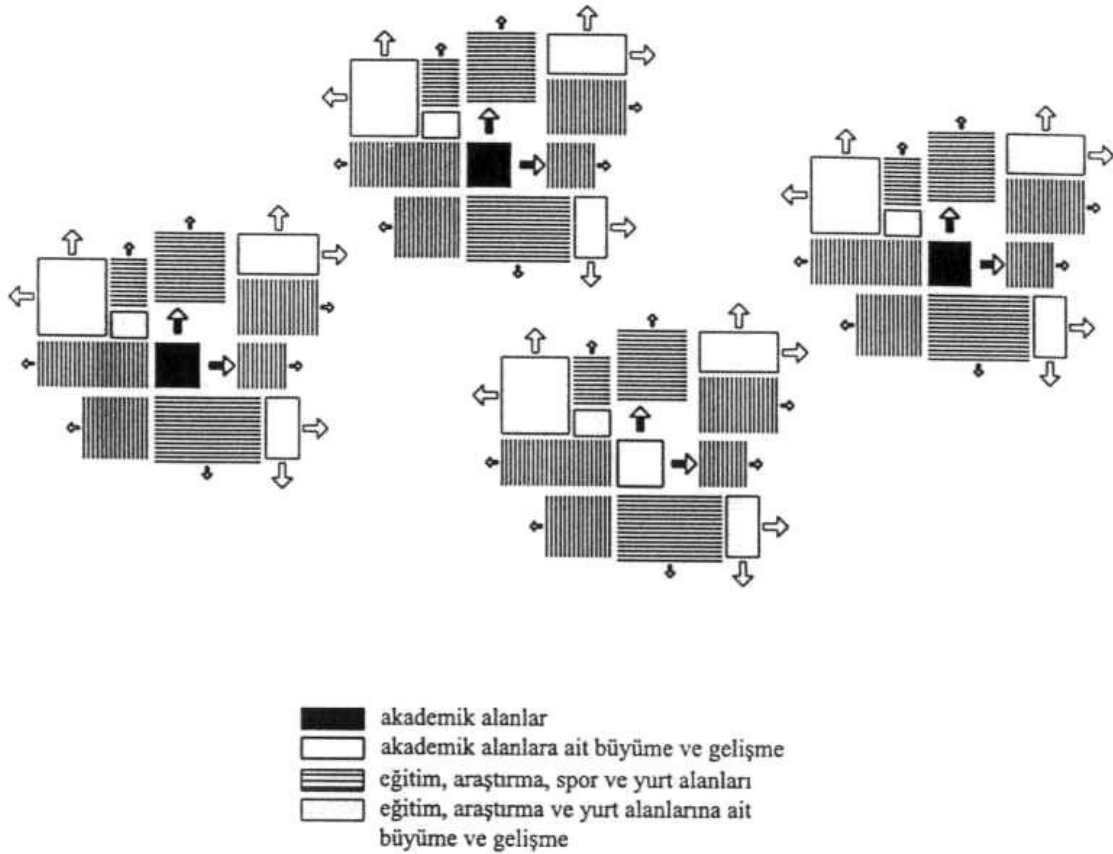 akademik alanlar
akademik alanlara ait büyüme ve gelişme
eğitim, araştırma, spor ve yurt alanları
eğitim, araştırma ve yurt alanlarına ait
büyüme ve gelişme